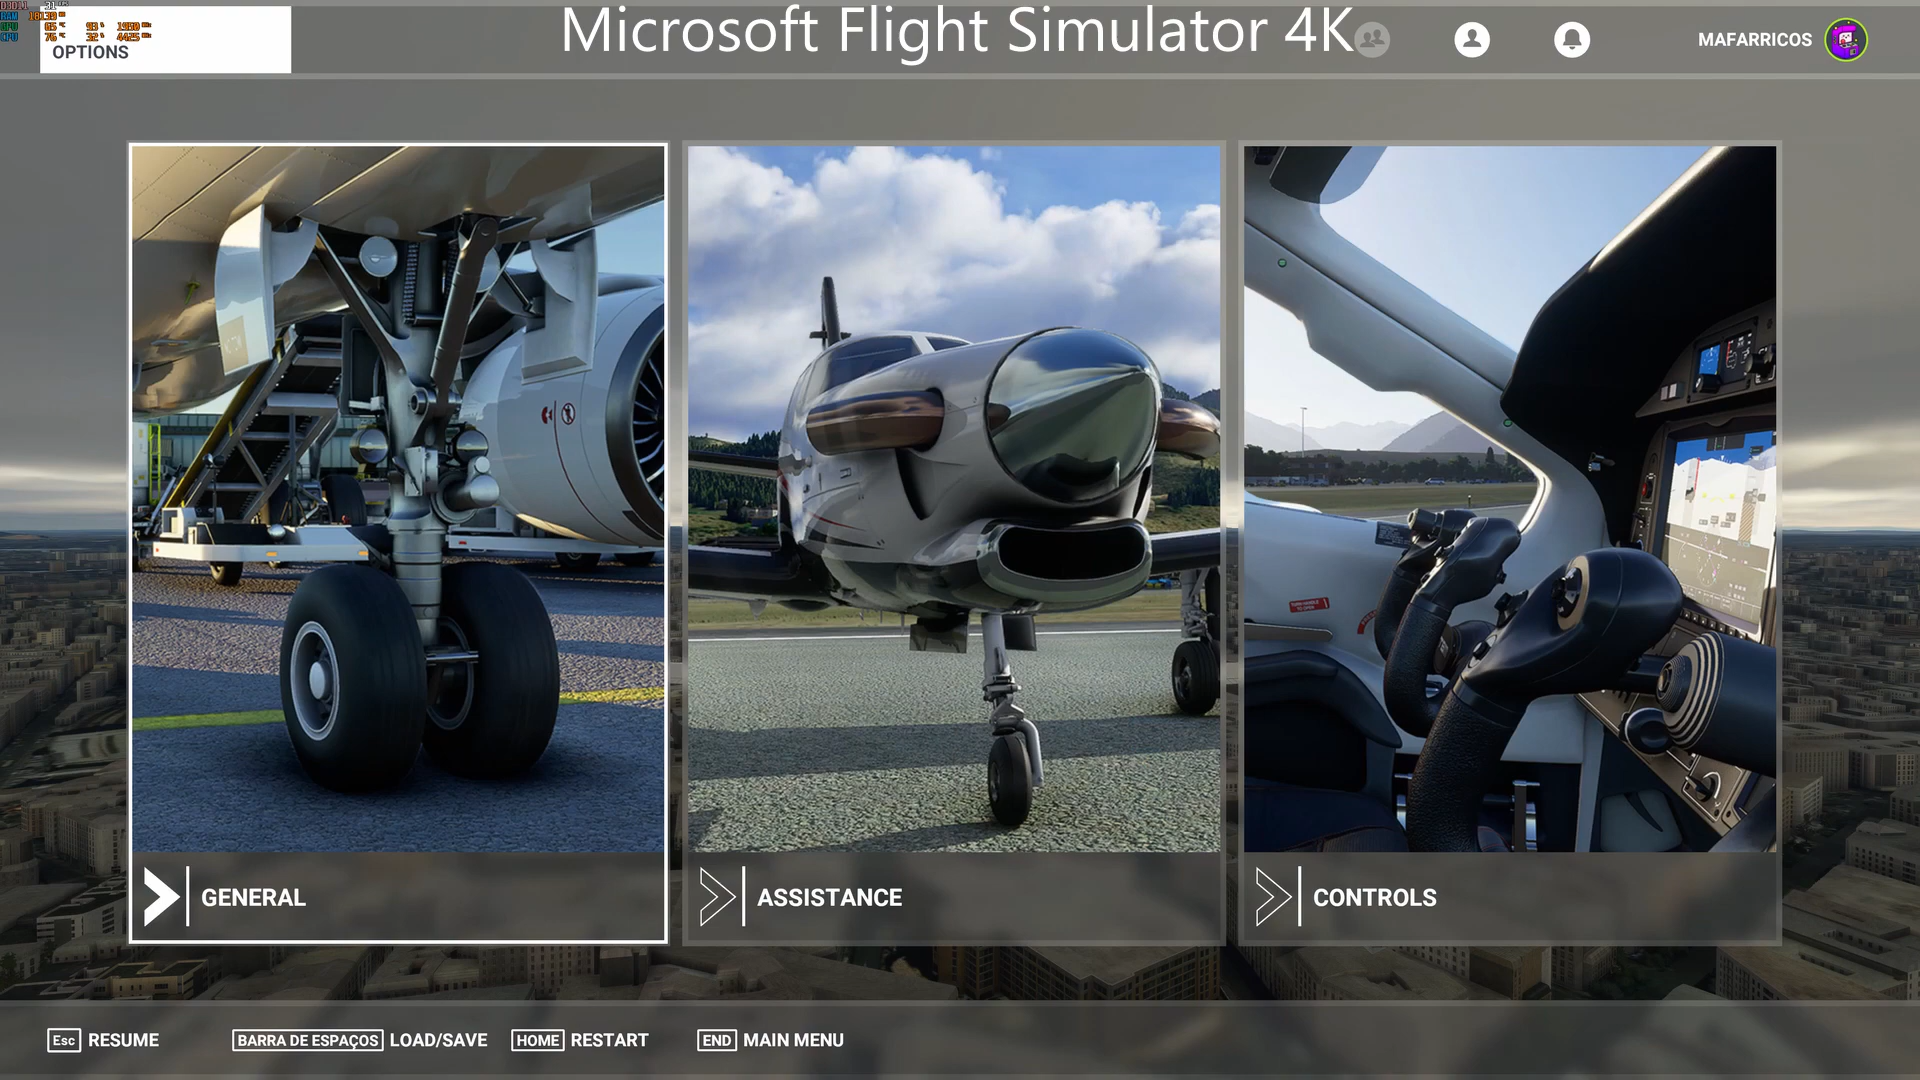 Microsoft Flight Simulator 4K
OPTIONS
MAFARRICOS
GENERAL
ASSISTANCE
CONTROLS
Esc RESUME
BARRA DE ESPAÇOS LOAD/SAVE
HOME RESTART
END MAIN MENU